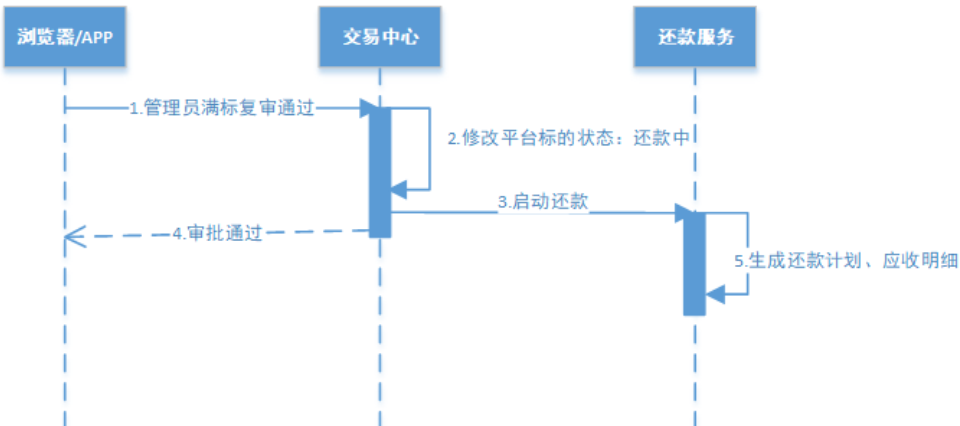 浏览器/APP
交易中心
还款服务
1.管理员满标复审通过
2.修改平台标的状态：还款中
3.启动还款
4.审批通过
5.生成还款计划、应收明细